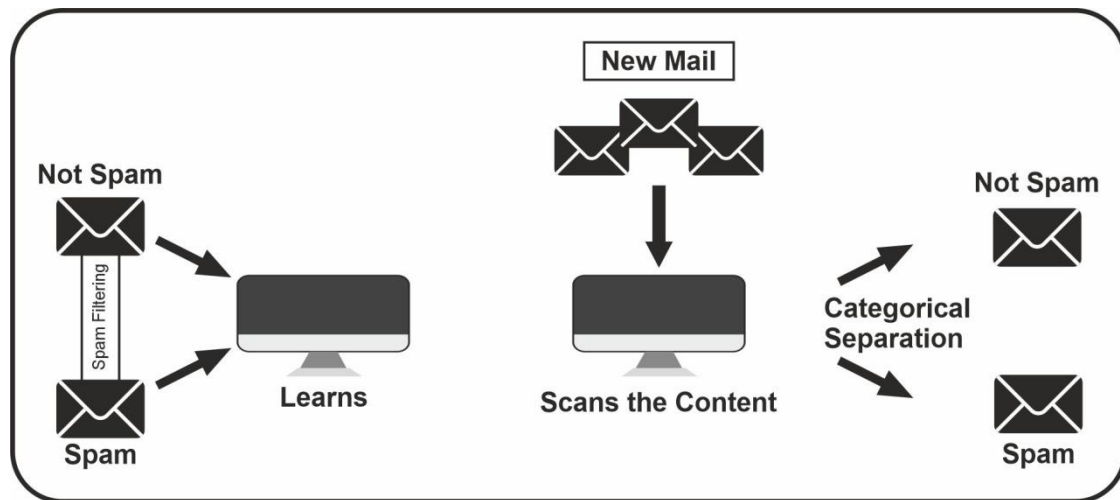 New Mail
Not Spam
Spam Filtering
Spam
Learns
Scans the Content
Categorical
Separation
Not Spam
Spam